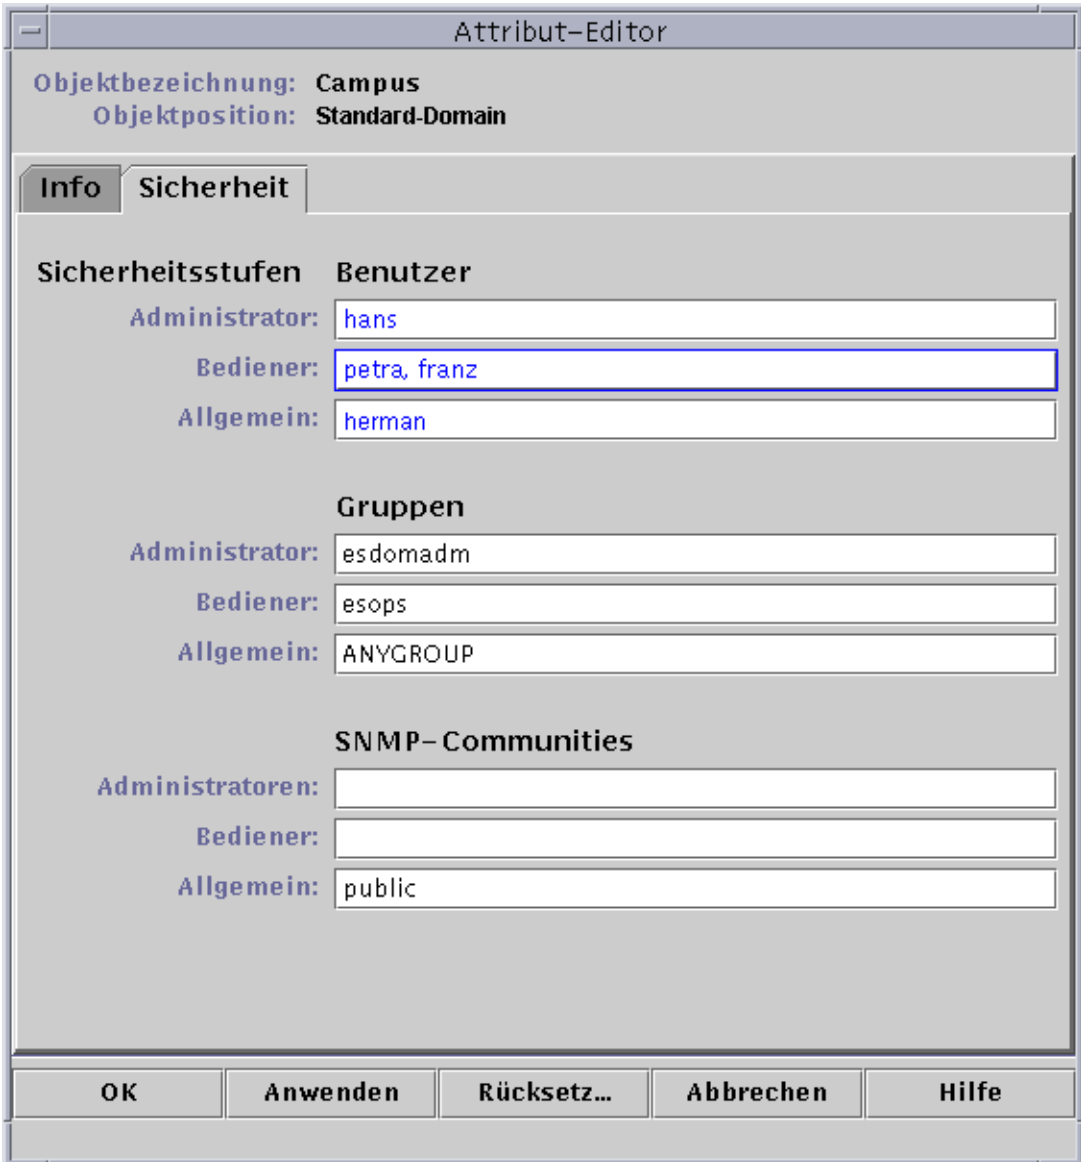 Attribut-Editor
Objektbezeichnung: Campus
Objektposition: Standard-Domain
Info Sicherheit
Sicherheitsstufen Benutzer
Administrator: hans
Bediener: petra, franz
Allgemein: herman
Gruppen
Administrator: esdomadm
Bediener: esops
Allgemein: ANYGROUP
SNMP-Communities
Administratoren:
Bediener:
Allgemein: public
OK Anwenden Rücksetz... Abbrechen Hilfe